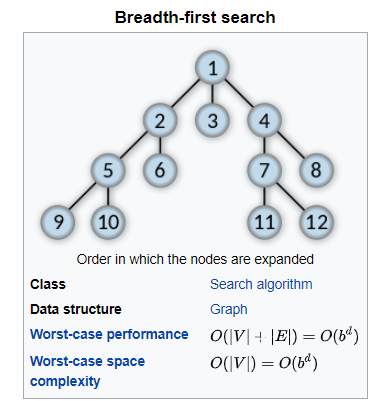 Breadth-first search
1
2 3 4
5 6 7 8
9 10 11 12
Order in which the nodes are expanded
Class Search algorithm
Data structure Graph
Worst-case performance O(|V| + |E|) = O(b^d)
Worst-case space O(|V|) = O(b^d)
complexity